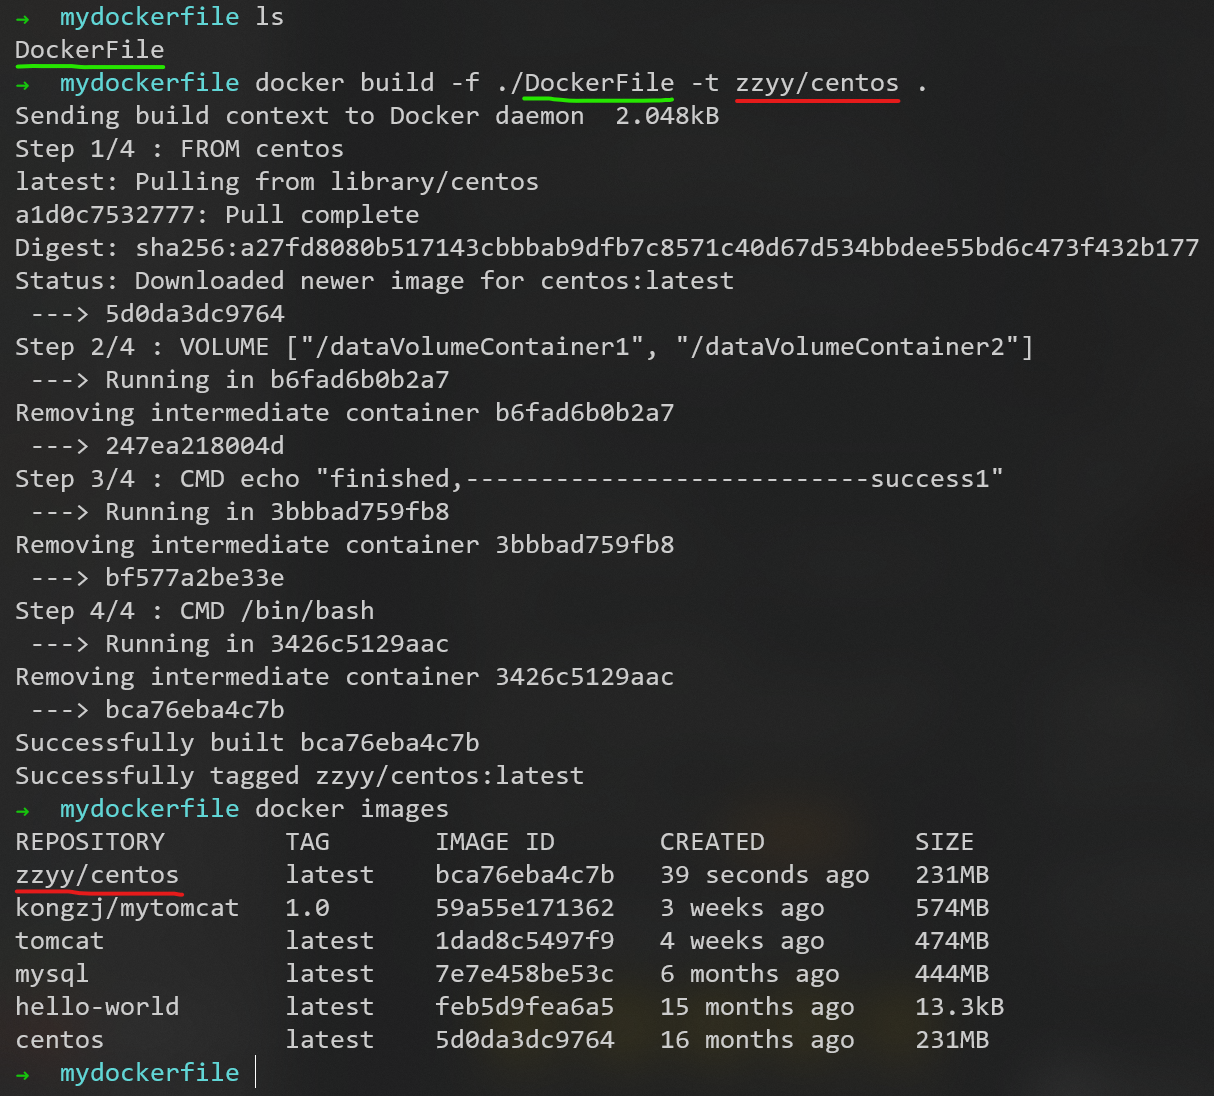 → mydockerfile ls
DockerFile
→ mydockerfile docker build -f ./DockerFile -t zzyy/centos .
Sending build context to Docker daemon  2.048kB
Step 1/4 : FROM centos
latest: Pulling from library/centos
a1d0c7532777: Pull complete
Digest: sha256:a27fd8080b517143cbbbab9dfb7c8571c40d67d534bbdee55bd6c473f432b177
Status: Downloaded newer image for centos:latest
 ---> 5d0da3dc9764
Step 2/4 : VOLUME ["/dataVolumeContainer1", "/dataVolumeContainer2"]
 ---> Running in b6fad6b0b2a7
Removing intermediate container b6fad6b0b2a7
 ---> 247ea218004d
Step 3/4 : CMD echo "finished,---------------------------success1"
 ---> Running in 3bbbad759fb8
Removing intermediate container 3bbbad759fb8
 ---> bf577a2be33e
Step 4/4 : CMD /bin/bash
 ---> Running in 3426c5129aac
Removing intermediate container 3426c5129aac
 ---> bca76eba4c7b
Successfully built bca76eba4c7b
Successfully tagged zzyy/centos:latest
→ mydockerfile docker images
REPOSITORY        TAG       IMAGE ID       CREATED          SIZE
zzyy/centos       latest    bca76eba4c7b   39 seconds ago   231MB
kongzj/mytomcat   1.0       59a55e171362   3 weeks ago      574MB
tomcat            latest    1dad8c5497f9   4 weeks ago      474MB
mysql             latest    7e7e458be53c   6 months ago     444MB
hello-world       latest    feb5d9fea6a5   15 months ago    13.3kB
centos            latest    5d0da3dc9764   16 months ago    231MB
→ mydockerfile